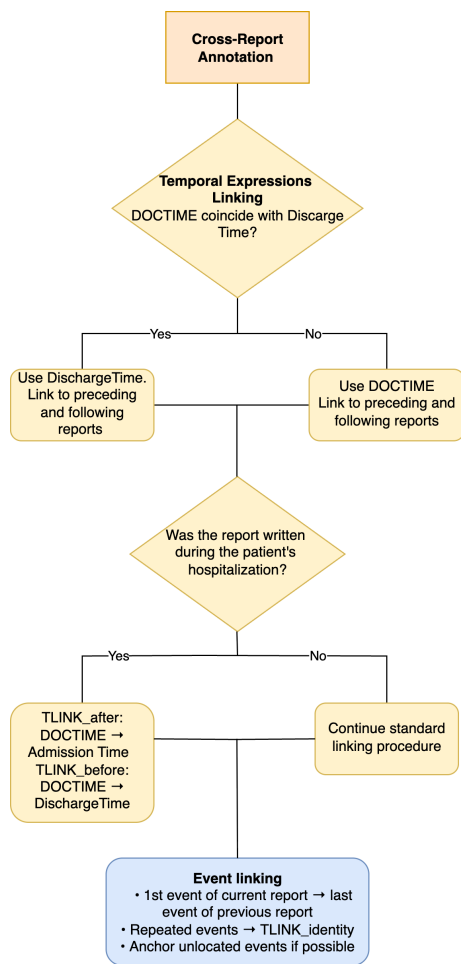 Cross-Report
Annotation
Temporal Expressions
Linking
DOCTIME coincide with Discarge
Time?
Yes
No
Use DischargeTime.
Link to preceding
and following
reports
Use DOCTIME
Link to preceding and
following reports
Was the report written
during the patient's
hospitalization?
Yes
No
TLINK_after:
DOCTIME →
Admission Time
TLINK_before:
DOCTIME →
DischargeTime
Continue standard
linking procedure
Event linking
• 1st event of current report → last
event of previous report
• Repeated events → TLINK_identity
• Anchor unlocated events if possible